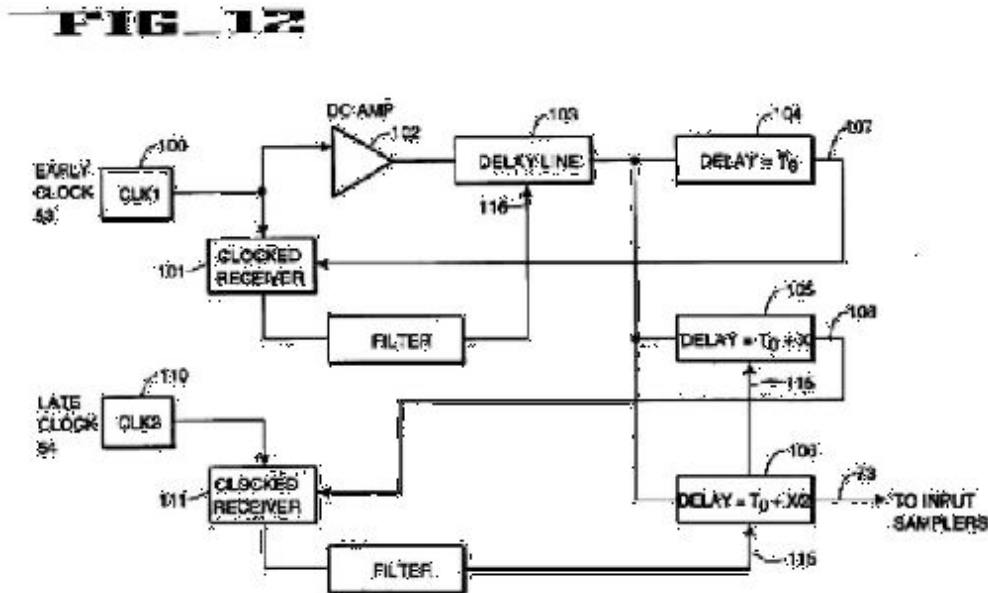 FIG_12
DC AMP
102
103
104
107
100
EARLY
CLOCK
53
CLK1
DELAY LINE
DELAY = T0
116
101
CLOCKED
RECEIVER
105
108
FILTER
DELAY = T0 + X
115
110
LATE
CLOCK
54
106
73
111
CLOCKED
RECEIVER
DELAY = T0 + X/2
TO INPUT
SAMPLERS
115
FILTER